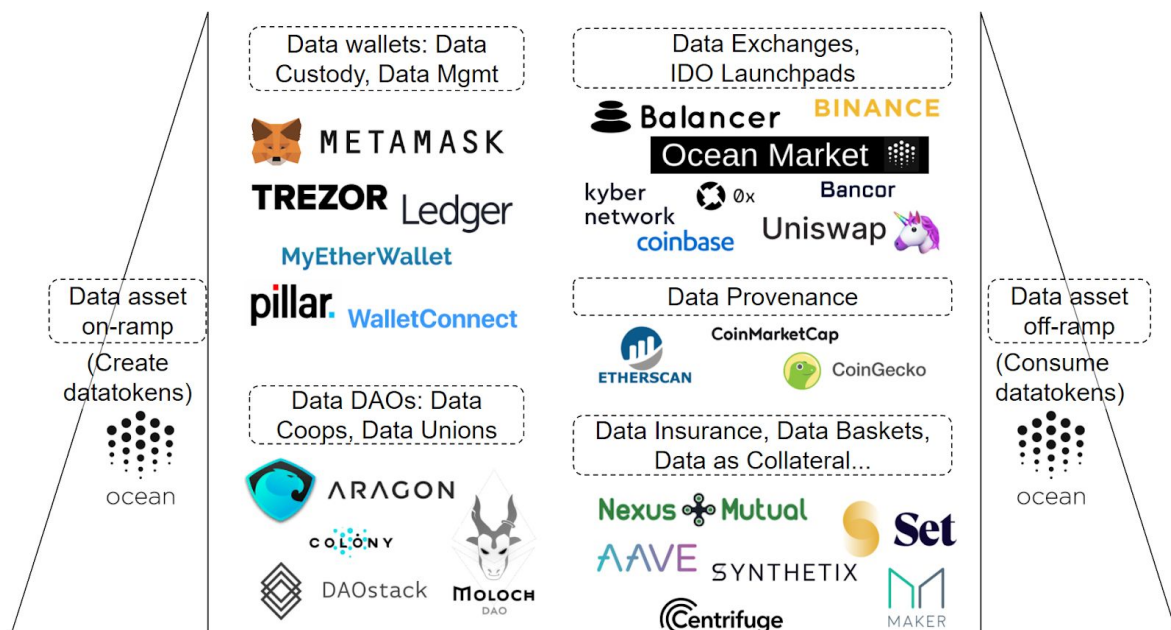 Data asset
on-ramp
(Create
datatokens)
ocean
Data wallets: Data
Custody, Data Mgmt
METAMASK
TREZOR
Ledger
MyEtherWallet
pillar.
WalletConnect
Data DAOs: Data
Coops, Data Unions
ARAGON
COLONY
DAOstack
MOLOCH
DAO
Data Exchanges,
IDO Launchpads
Balancer
BINANCE
Ocean Market
kyber
network
0x
Bancor
coinbase
Uniswap
Data Provenance
ETHERSCAN
CoinMarketCap
CoinGecko
Data Insurance, Data Baskets,
Data as Collateral...
Nexus Mutual
Set
AAVE
SYNTHETIX
Centrifuge
MAKER
Data asset
off-ramp
(Consume
datatokens)
ocean